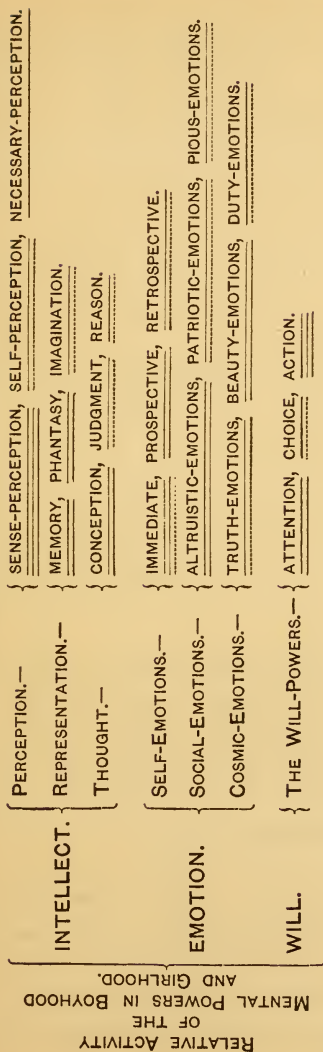 RELATIVE ACTIVITY
OF THE
MENTAL POWERS IN BOYHOOD
AND GIRLHOOD.
INTELLECT.
PERCEPTION.— SENSE-PERCEPTION, SELF-PERCEPTION, NECESSARY-PERCEPTION.
REPRESENTATION.— MEMORY, PHANTASY, IMAGINATION.
THOUGHT.— CONCEPTION, JUDGMENT, REASON.
EMOTION.
SELF-EMOTIONS.— IMMEDIATE, PROSPECTIVE, RETROSPECTIVE.
SOCIAL-EMOTIONS.— ALTRUISTIC-EMOTIONS, PATRIOTIC-EMOTIONS, PIOUS-EMOTIONS.
COSMIC-EMOTIONS.— TRUTH-EMOTIONS, BEAUTY-EMOTIONS, DUTY-EMOTIONS.
WILL.
THE WILL-POWERS.— ATTENTION, CHOICE, ACTION.